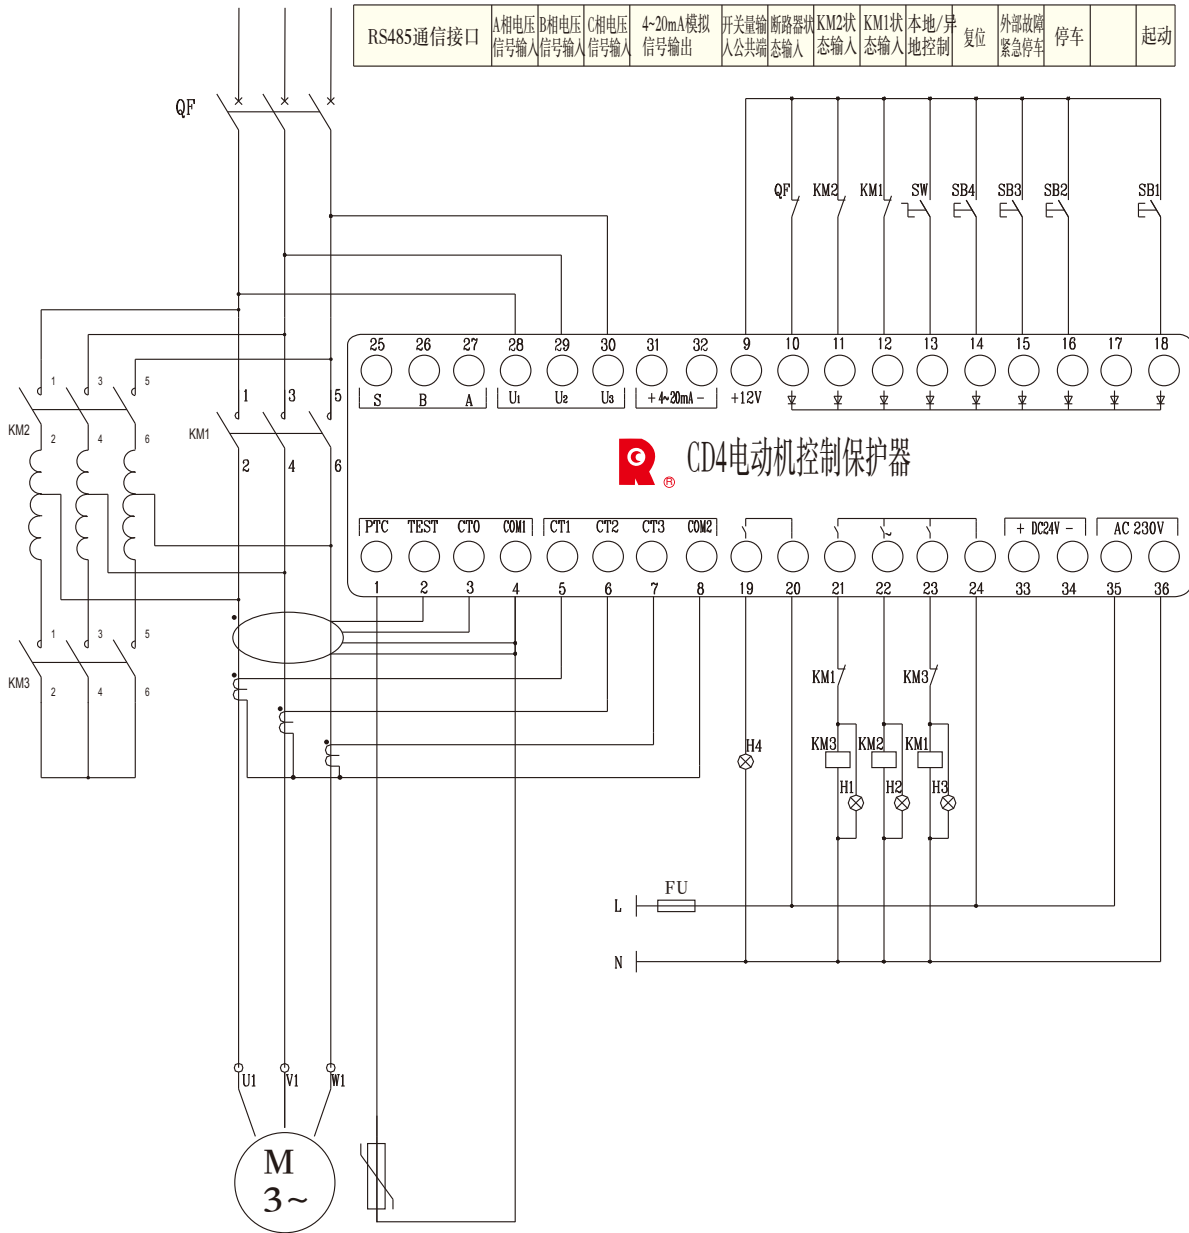 RS485通信接口
A相电压
信号输入
B相电压
信号输入
C相电压
信号输入
4~20mA模拟
信号输出
开关量输
入公共端
断路器状
态输入
KM2状
态输入
KM1状
态输入
本地/异
地控制
复位
外部故障
紧急停车
停车
起动
QF
QF
KM2
KM1
SW
SB4
SB3
SB2
SB1
25 26 27 28 29 30 31 32 9 10 11 12 13 14 15 16 17 18
S B A U1 U2 U3 + 4~20mA - +12V
1 3 5
KM2
2 4 6
1 3 5
KM1
2 4 6
R ® CD4电动机控制保护器
PTC TEST CT0 COM1 CT1 CT2 CT3 COM2 + DC24V - AC 230V
1 2 3 4 5 6 7 8 19 20 21 22 23 24 33 34 35 36
1 3 5
KM3
2 4 6
KM1
KM3
H4
KM3
KM2
KM1
H1
H2
H3
FU
L
N
U1
V1
W1
M
3~